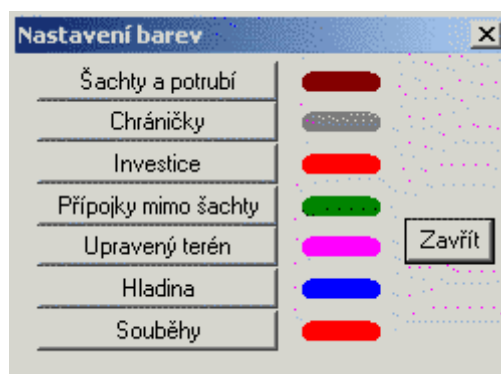 Nastavení barev
Šachty a potrubí
Chráničky
Investice
Přípojky mimo šachty
Upravený terén
Zavřít
Hladina
Souběhy